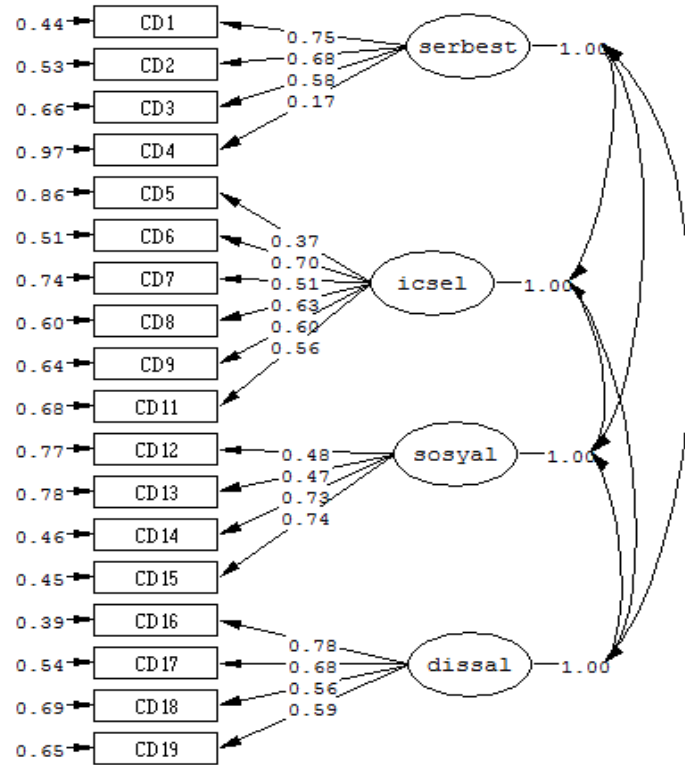 0.44 CD1
0.75 serbest 1.00
0.53 CD2
0.68
0.58
0.66 CD3
0.17
0.97 CD4
0.86 CD5
0.37
0.51 CD6
0.70
0.74 CD7
0.51 icsel 1.00
0.63
0.60 CD8
0.60
0.56
0.64 CD9
0.68 CD11
0.77 CD12
0.48 sosyal 1.00
0.47
0.78 CD13
0.73
0.74
0.46 CD14
0.45 CD15
0.39 CD16
0.78
0.54 CD17
0.68 dissal 1.00
0.56
0.69 CD18
0.59
0.65 CD19